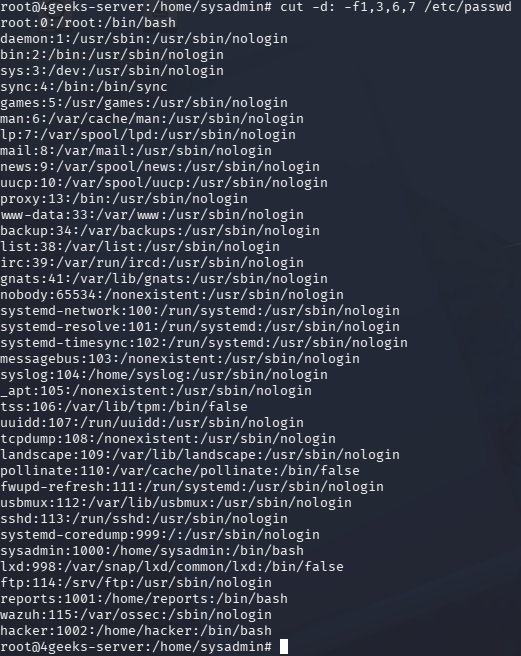 root@4geeks-server:/home/sysadmin# cut -d: -f1,3,6,7 /etc/passwd
root:0:/root:/bin/bash
daemon:1:/usr/sbin:/usr/sbin/nologin
bin:2:/bin:/usr/sbin/nologin
sys:3:/dev:/usr/sbin/nologin
sync:4:/bin:/bin/sync
games:5:/usr/games:/usr/sbin/nologin
man:6:/var/cache/man:/usr/sbin/nologin
lp:7:/var/spool/lpd:/usr/sbin/nologin
mail:8:/var/mail:/usr/sbin/nologin
news:9:/var/spool/news:/usr/sbin/nologin
uucp:10:/var/spool/uucp:/usr/sbin/nologin
proxy:13:/bin:/usr/sbin/nologin
www-data:33:/var/www:/usr/sbin/nologin
backup:34:/var/backups:/usr/sbin/nologin
list:38:/var/list:/usr/sbin/nologin
irc:39:/var/run/ircd:/usr/sbin/nologin
gnats:41:/var/lib/gnats:/usr/sbin/nologin
nobody:65534:/nonexistent:/usr/sbin/nologin
systemd-network:100:/run/systemd:/usr/sbin/nologin
systemd-resolve:101:/run/systemd:/usr/sbin/nologin
systemd-timesync:102:/run/systemd:/usr/sbin/nologin
messagebus:103:/nonexistent:/usr/sbin/nologin
syslog:104:/home/syslog:/usr/sbin/nologin
_apt:105:/nonexistent:/usr/sbin/nologin
tss:106:/var/lib/tpm:/bin/false
uuidd:107:/run/uuidd:/usr/sbin/nologin
tcpdump:108:/nonexistent:/usr/sbin/nologin
landscape:109:/var/lib/landscape:/usr/sbin/nologin
pollinate:110:/var/cache/pollinate:/bin/false
fwupd-refresh:111:/run/systemd:/usr/sbin/nologin
usbmux:112:/var/lib/usbmux:/usr/sbin/nologin
sshd:113:/run/sshd:/usr/sbin/nologin
systemd-coredump:999:/:/usr/sbin/nologin
sysadmin:1000:/home/sysadmin:/bin/bash
lxd:998:/var/snap/lxd/common/lxd:/bin/false
ftp:114:/srv/ftp:/usr/sbin/nologin
reports:1001:/home/reports:/bin/bash
wazuh:115:/var/ossec:/sbin/nologin
hacker:1002:/home/hacker:/bin/bash
root@4geeks-server:/home/sysadmin#